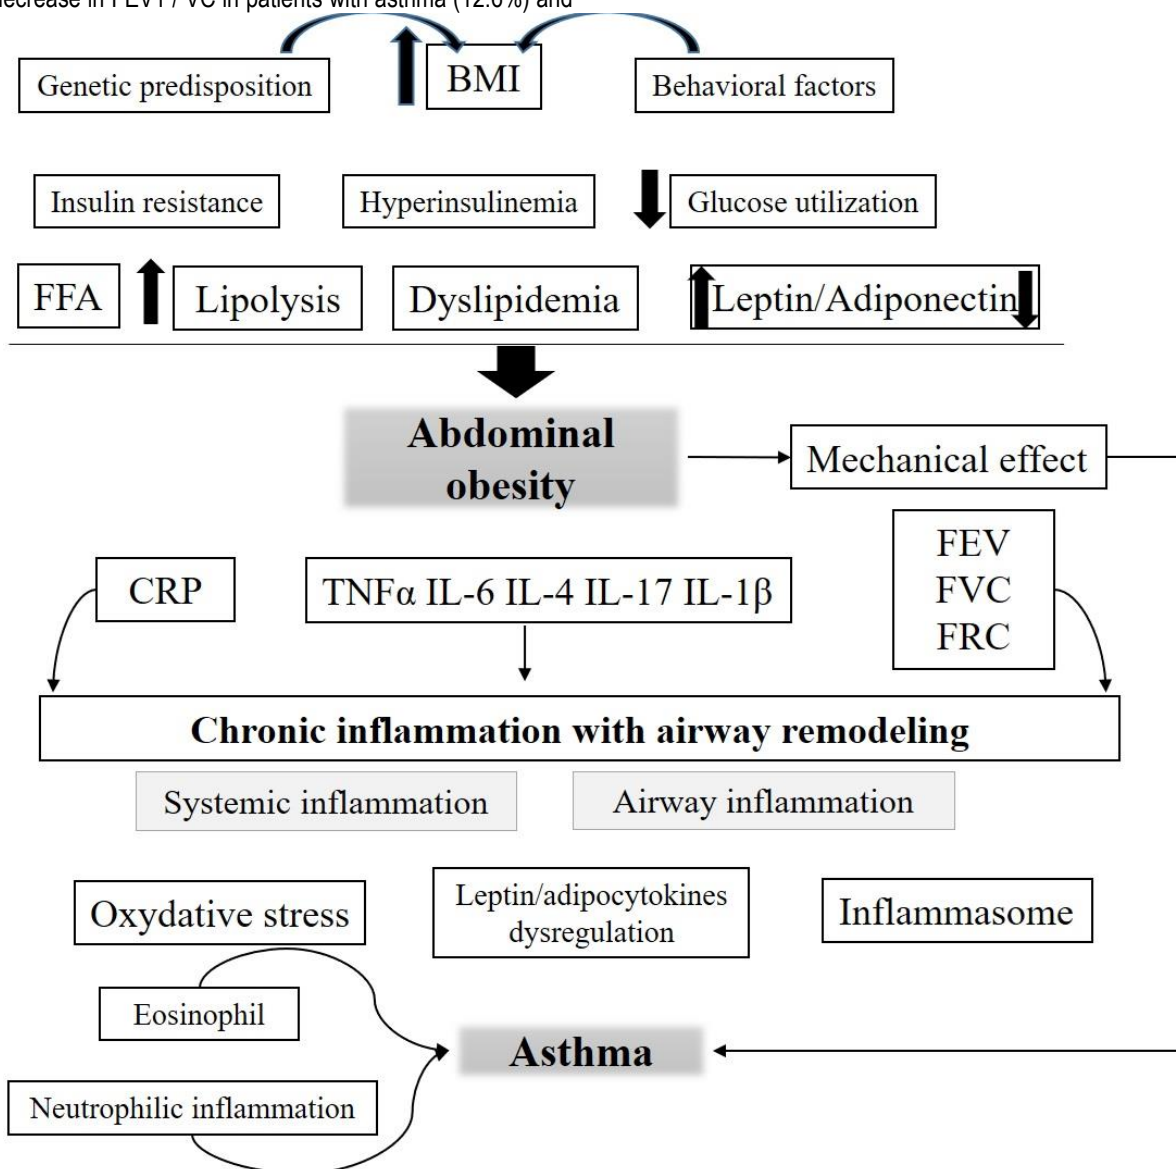 decrease in FEV1 / VC in patients with asthma (12.6%) and
Genetic predisposition
BMI
Behavioral factors
Insulin resistance
Hyperinsulinemia
Glucose utilization
FFA
Lipolysis
Dyslipidemia
Leptin/Adiponectin
Abdominal
obesity
Mechanical effect
FEV
FVC
FRC
CRP
TNFα IL-6 IL-4 IL-17 IL-1β
Chronic inflammation with airway remodeling
Systemic inflammation
Airway inflammation
Oxydative stress
Leptin/adipocytokines
dysregulation
Inflammasome
Eosinophil
Asthma
Neutrophilic inflammation